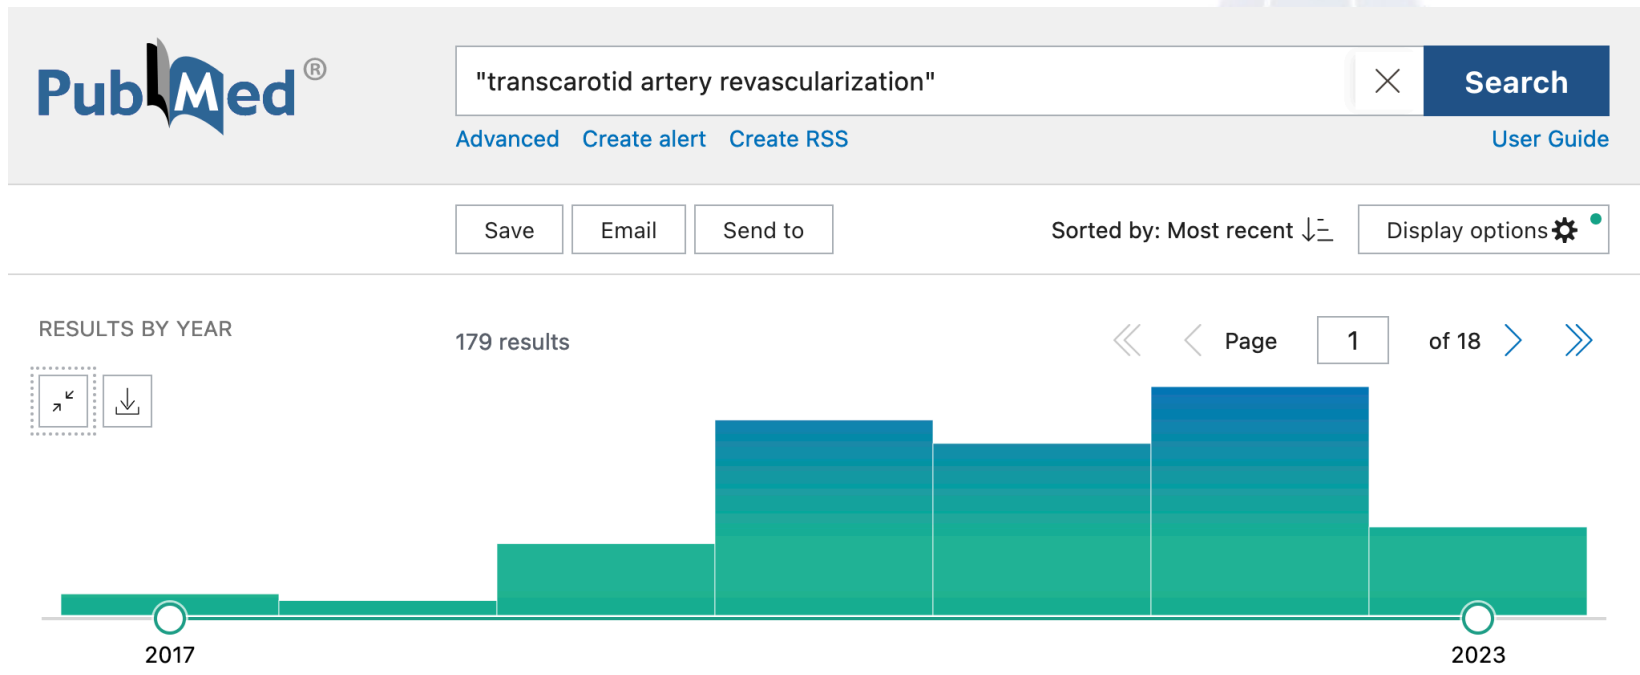 PubMed®
"transcarotid artery revascularization"
Search
Advanced Create alert Create RSS User Guide
Save Email Send to Sorted by: Most recent Display options
RESULTS BY YEAR
179 results Page 1 of 18
2017 2023